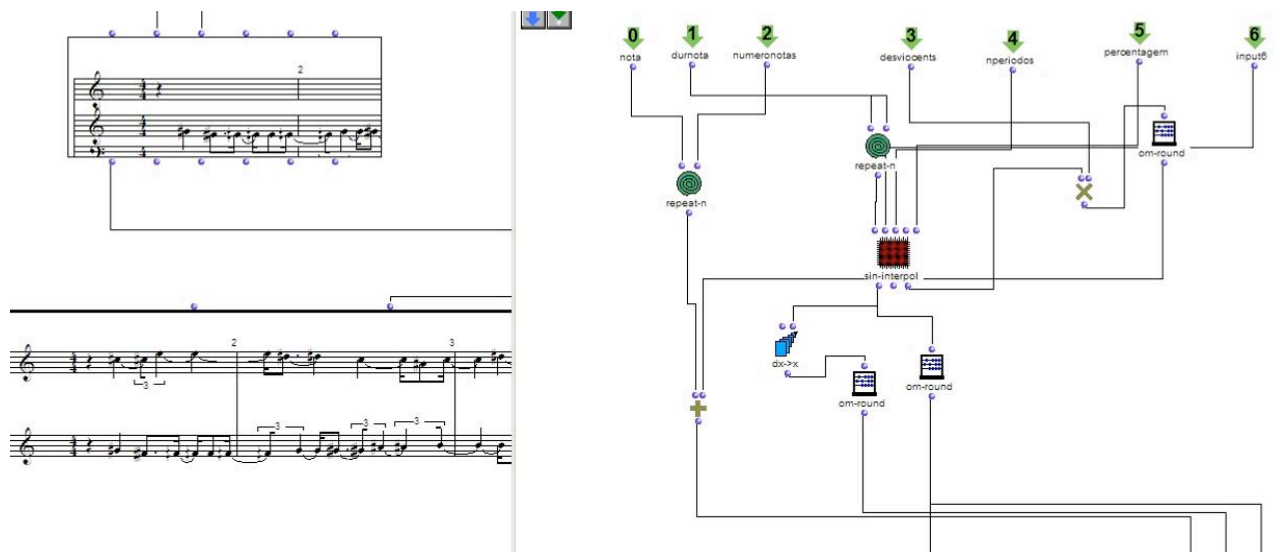 2
2
3
3
3
3
3
0 1 2 3 4 5 6
nota durnota numeronotas desviocents nperiodos percentagem input6
om-round
repeat-n
repeat-n
sin-interpol
dx->x
om-round
om-round